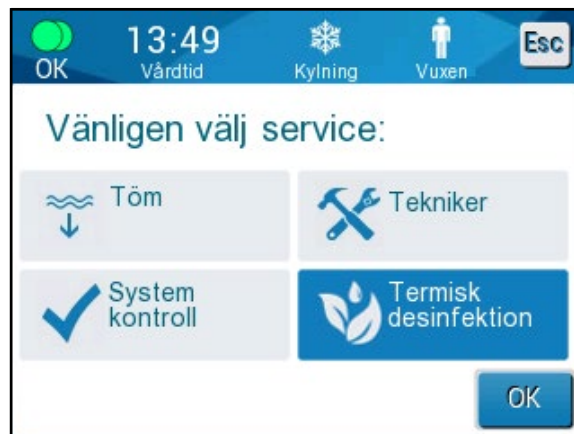 OK
13:49
Vårdtid
Kylning
Vuxen
Esc
Vänligen välj service:
Töm
Tekniker
System
kontroll
Termisk
desinfektion
OK